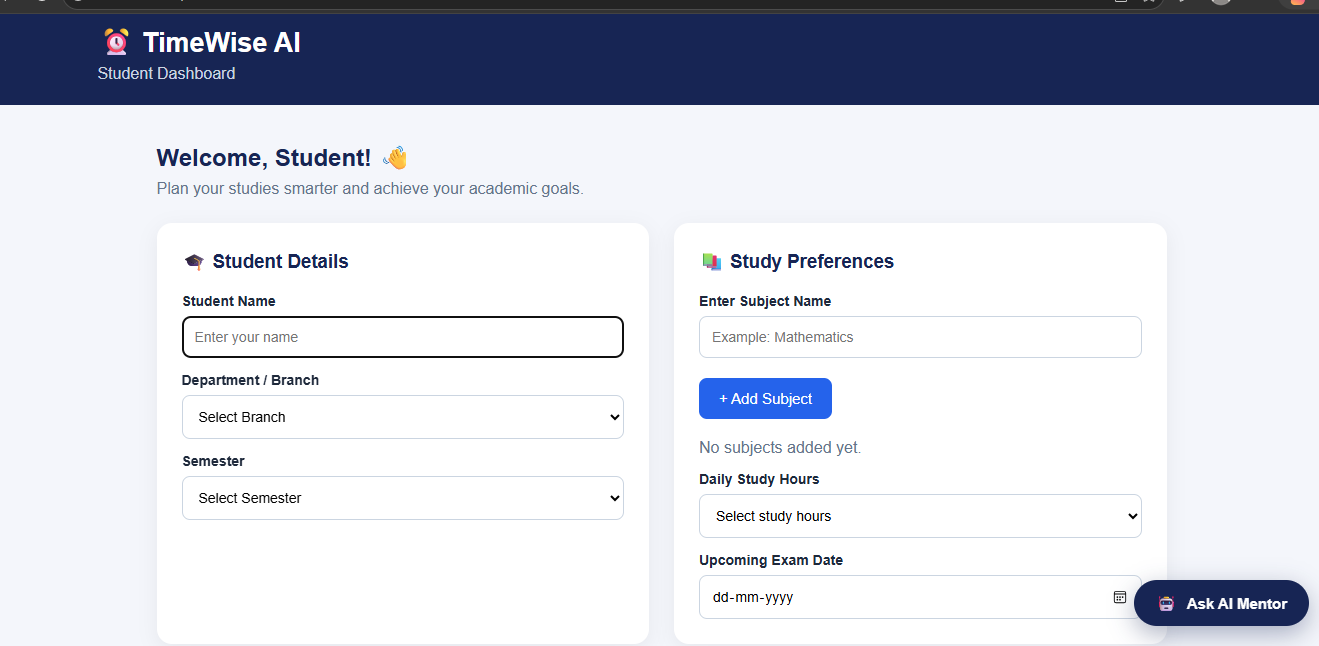 TimeWise AI
Student Dashboard
Welcome, Student!
Plan your studies smarter and achieve your academic goals.
Student Details
Student Name
Enter your name
Department / Branch
Select Branch
Semester
Select Semester
Study Preferences
Enter Subject Name
Example: Mathematics
+ Add Subject
No subjects added yet.
Daily Study Hours
Select study hours
Upcoming Exam Date
dd-mm-yyyy
Ask AI Mentor